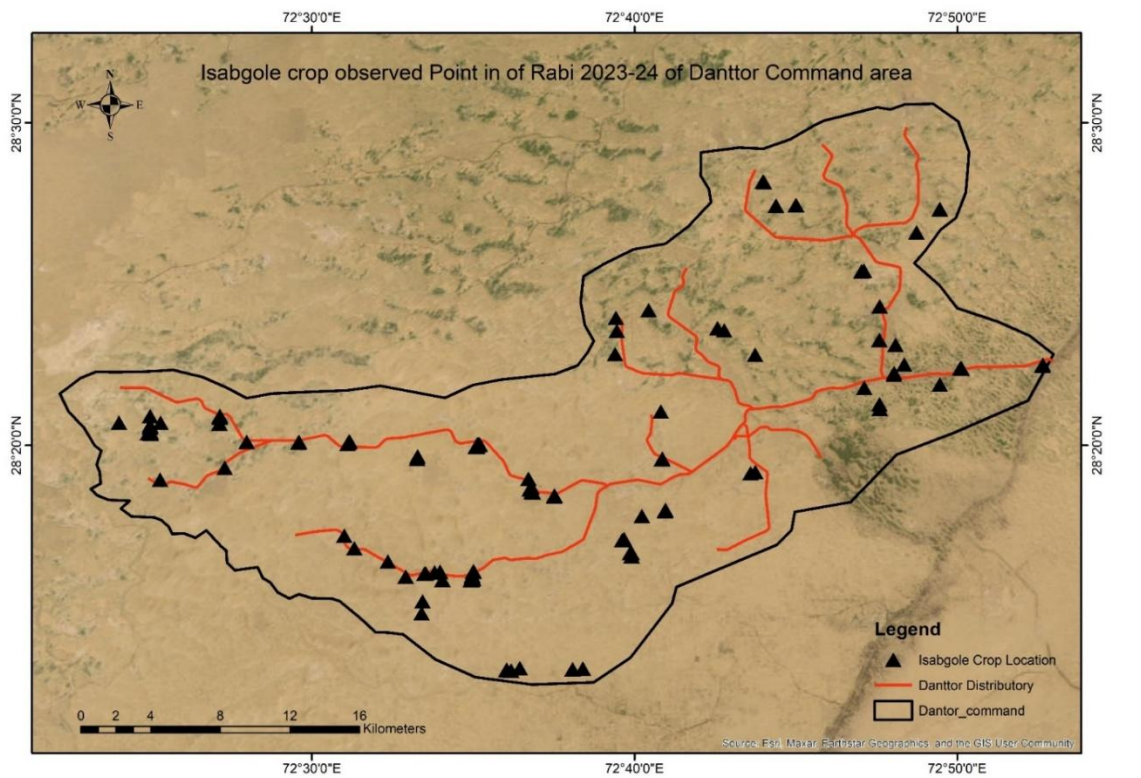 72°30'0"E 72°40'0"E 72°50'0"E
Isabgole crop observed Point in of Rabi 2023-24 of Danttor Command area
N
W E
S
28°30'0"N 28°30'0"N
28°20'0"N 28°20'0"N
Legend
Isabgole Crop Location
Danttor Distributory
Dantor_command
0 2 4 8 12 16
Kilometers
Source: Esri, Maxar, Earthstar Geographics, and the GIS User Community
72°30'0"E 72°40'0"E 72°50'0"E